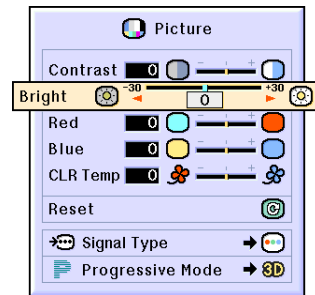 Picture
Contrast 0 - +
Bright -30 0 +30
Red 0 - +
Blue 0 - +
CLR Temp 0 - +
Reset
Signal Type
Progressive Mode 3D